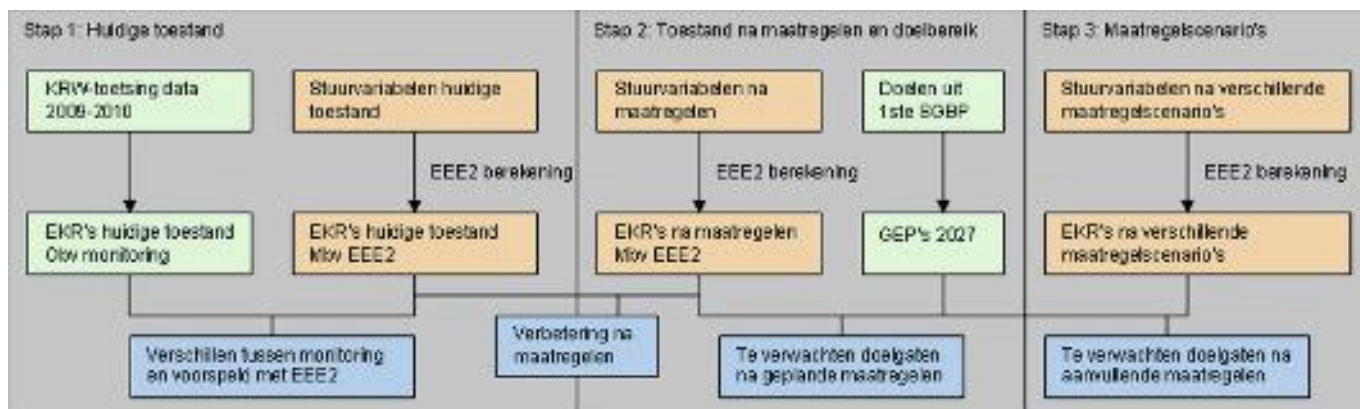 Stap 1: Huidige toestand
KRW-toetsing data
2009-2010
Stuurvariabelen huidige
toestand
EEE2 berekening
EKR's huidige toestand
Obv monitoring
EKR's huidige toestand
Mbv EEE2
Verschillen tussen monitoring
en voorspeld met EEE2
Verbetering na
maatregelen
Stap 2: Toestand na maatregelen en doelbereik
Stuurvariabelen na
maatregelen
Doelen uit
1ste SGBP
EEE2 berekening
EKR's na maatregelen
Mbv EEE2
GEP's 2027
Te verwachten doelgaten
na geplande maatregelen
Stap 3: Maatregelscenario's
Stuurvariabelen na verschillende
maatregelscenario's
EEE2 berekening
EKR's na verschillende
maatregelscenario's
Te verwachten doelgaten na
aanvullende maatregelen